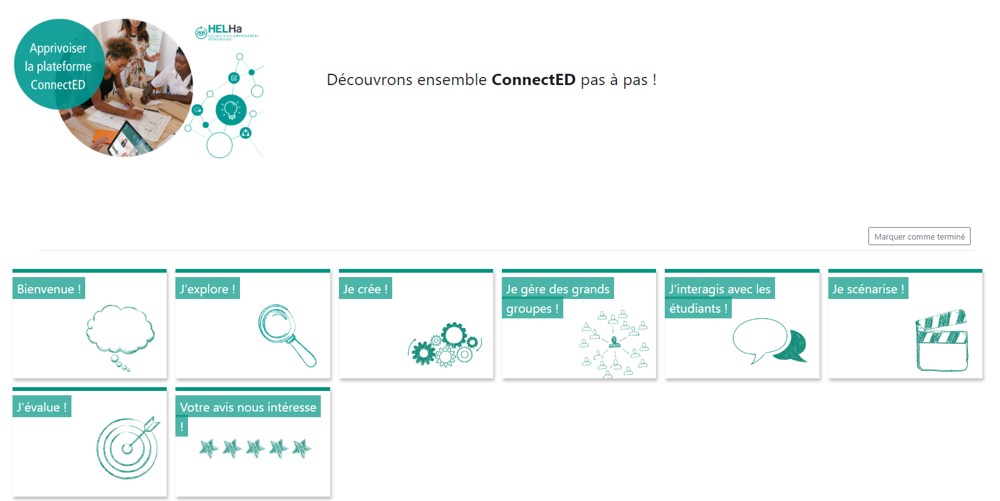 Apprivoiser
la plateforme
ConnectED
HELHa
CELLULE D'ACCOMPAGNEMENT
PÉDAGOGIQUE
Découvrons ensemble ConnectED pas à pas !
Marquer comme terminé
Bienvenue !
J'explore !
Je crée !
Je gère des grands
groupes !
J'interagis avec les
étudiants !
Je scénarise !
J'évalue !
Votre avis nous intéresse
!